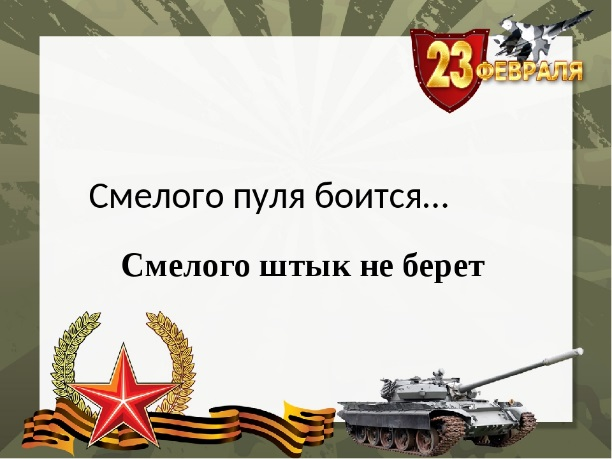 23
ФЕВРАЛЯ
Смелого пуля боится...
Смелого штык не берет